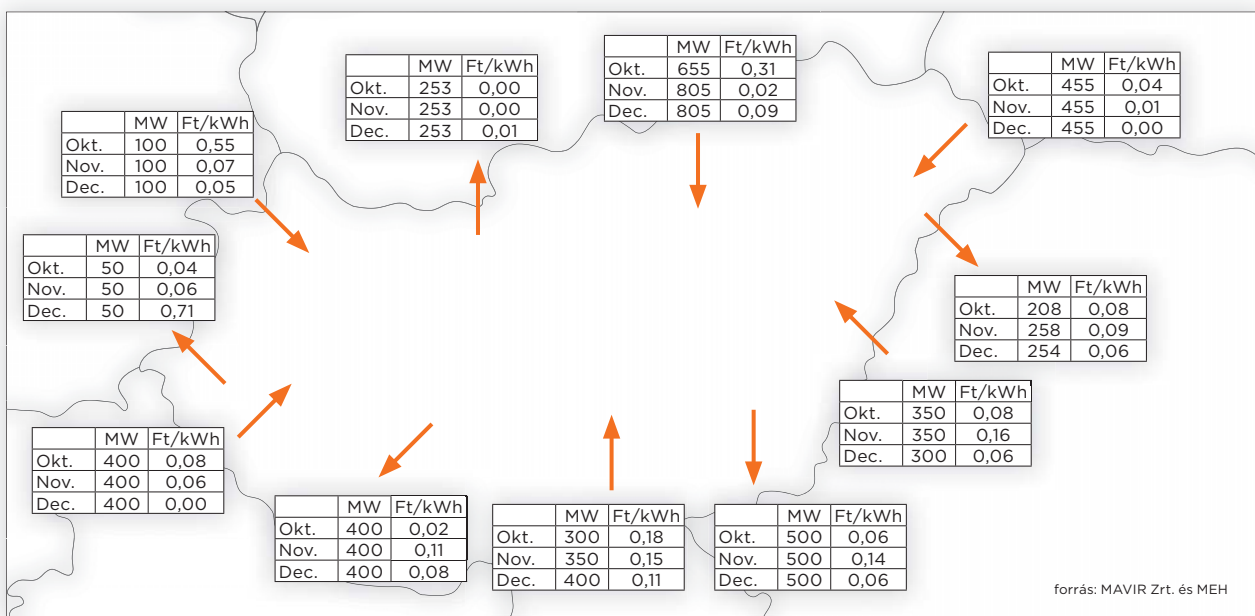 MW Ft/kWh
Okt. 655 0,31
Nov. 805 0,02
Dec. 805 0,09
MW Ft/kWh
Okt. 253 0,00
Nov. 253 0,00
Dec. 253 0,01
MW Ft/kWh
Okt. 455 0,04
Nov. 455 0,01
Dec. 455 0,00
MW Ft/kWh
Okt. 100 0,55
Nov. 100 0,07
Dec. 100 0,05
MW Ft/kWh
Okt. 50 0,04
Nov. 50 0,06
Dec. 50 0,71
MW Ft/kWh
Okt. 208 0,08
Nov. 258 0,09
Dec. 254 0,06
MW Ft/kWh
Okt. 350 0,08
Nov. 350 0,16
Dec. 300 0,06
MW Ft/kWh
Okt. 400 0,08
Nov. 400 0,06
Dec. 400 0,00
MW Ft/kWh
Okt. 400 0,02
Nov. 400 0,11
Dec. 400 0,08
MW Ft/kWh
Okt. 300 0,18
Nov. 350 0,15
Dec. 400 0,11
MW Ft/kWh
Okt. 500 0,06
Nov. 500 0,14
Dec. 500 0,06
forrás: MAVIR Zrt. és MEH